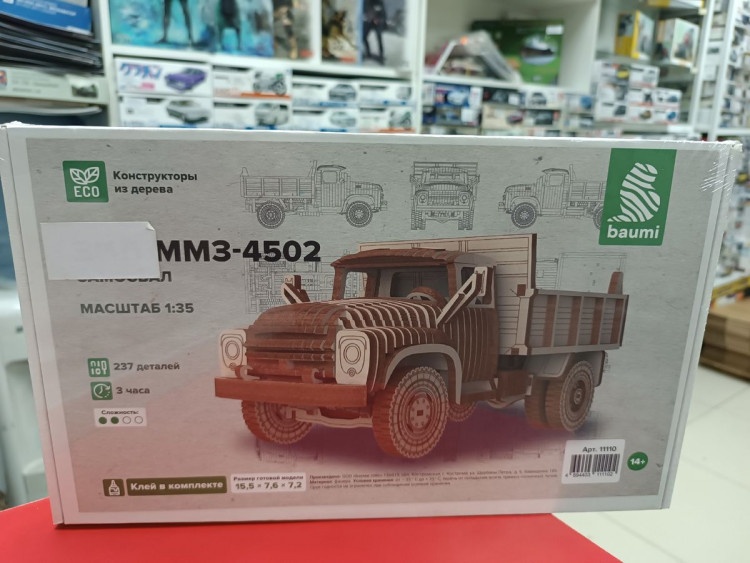 ECO
Конструкторы
из дерева
baumi
ММЗ-4502
САМОСВАЛ
МАСШТАБ 1:35
237 деталей
3 часа
Сложность:
Клей в комплекте
Размер готовой модели
15,5 × 7,6 × 7,2
Арт. 11110
14+